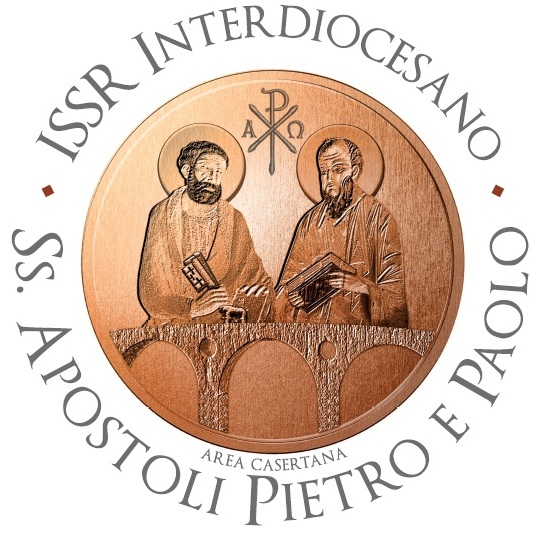 ISSR INTERDIOCESANO
Α Ω
AREA CASERTANA
Ss. APOSTOLI PIETRO E PAOLO